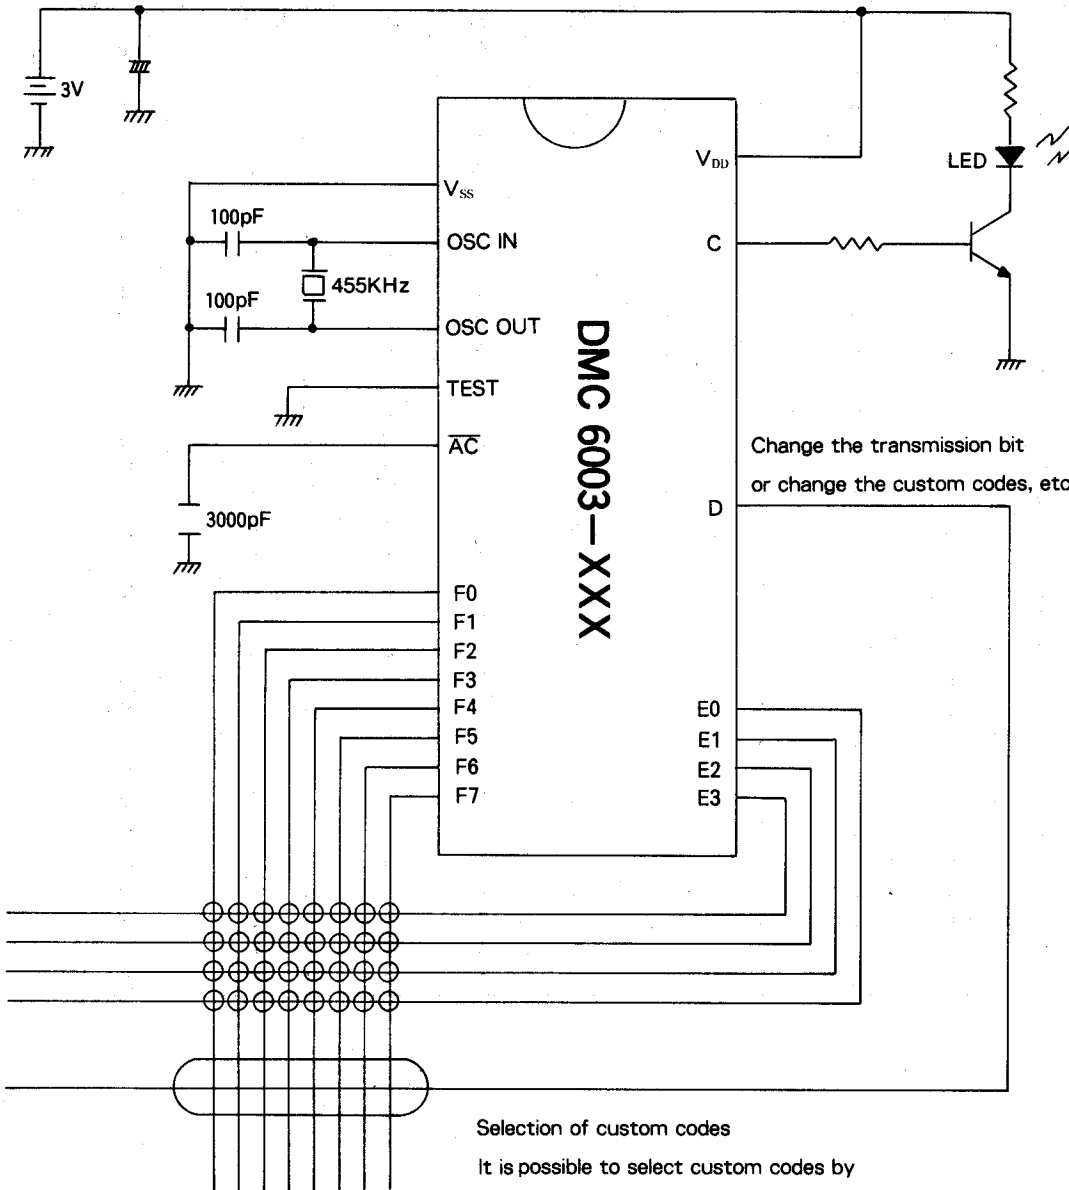 3V
V_DD
LED
V_SS
100pF
OSC IN
C
455KHz
100pF
OSC OUT
DMC 6003-XXX
TEST
AC
Change the transmission bit
or change the custom codes, etc
D
3000pF
F0
F1
F2
F3
F4
F5
F6
F7
E0
E1
E2
E3
Selection of custom codes
It is possible to select custom codes by